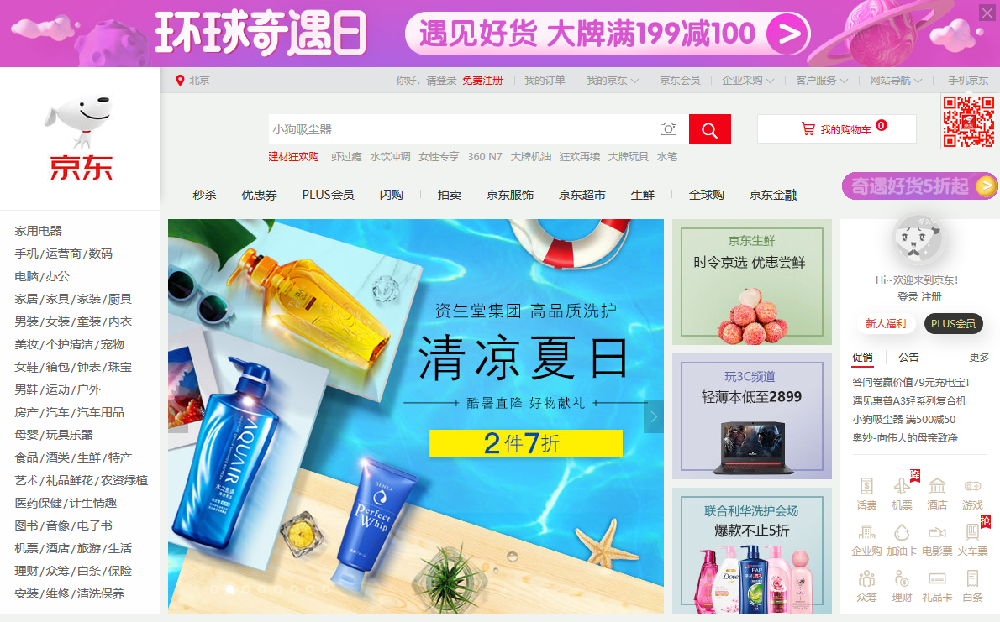 环球奇遇日
遇见好货 大牌满199减100
北京
你好，请登录 免费注册 我的订单 我的京东 京东会员 企业采购 客户服务 网站导航 手机京东
京东
小狗吸尘器
我的购物车 0
建材狂欢购 虾过瘾 水饮冲调 女性专享 360 N7 大牌机油 狂欢再续 大牌玩具 水笔
秒杀 优惠券 PLUS会员 闪购 拍卖 京东服饰 京东超市 生鲜 全球购 京东金融
奇遇好货5折起
家用电器
手机/运营商/数码
电脑/办公
家居/家具/家装/厨具
男装/女装/童装/内衣
美妆/个护清洁/宠物
女鞋/箱包/钟表/珠宝
男鞋/运动/户外
房产/汽车/汽车用品
母婴/玩具乐器
食品/酒类/生鲜/特产
艺术/礼品鲜花/农资绿植
医药保健/计生情趣
图书/音像/电子书
机票/酒店/旅游/生活
理财/众筹/白条/保险
安装/维修/清洗保养
资生堂集团 高品质洗护
清凉夏日
酷暑直降 好物献礼
2件7折
AQUAIR
水之密语
SENKA
Perfect
Whip
京东生鲜
时令京选 优惠尝鲜
玩3C频道
轻薄本低至2899
联合利华洗护会场
爆款不止5折
Dove
CLEAR
Hi~欢迎来到京东!
登录 注册
新人福利 PLUS会员
促销 公告 更多
答问卷赢价值79元充电宝!
遇见惠普A3轻系列复合机
小狗吸尘器 满500减50
奥妙-向伟大的母亲致净
降
话费 机票 酒店 游戏
抢
企业购 加油卡 电影票 火车票
众筹 理财 礼品卡 白条